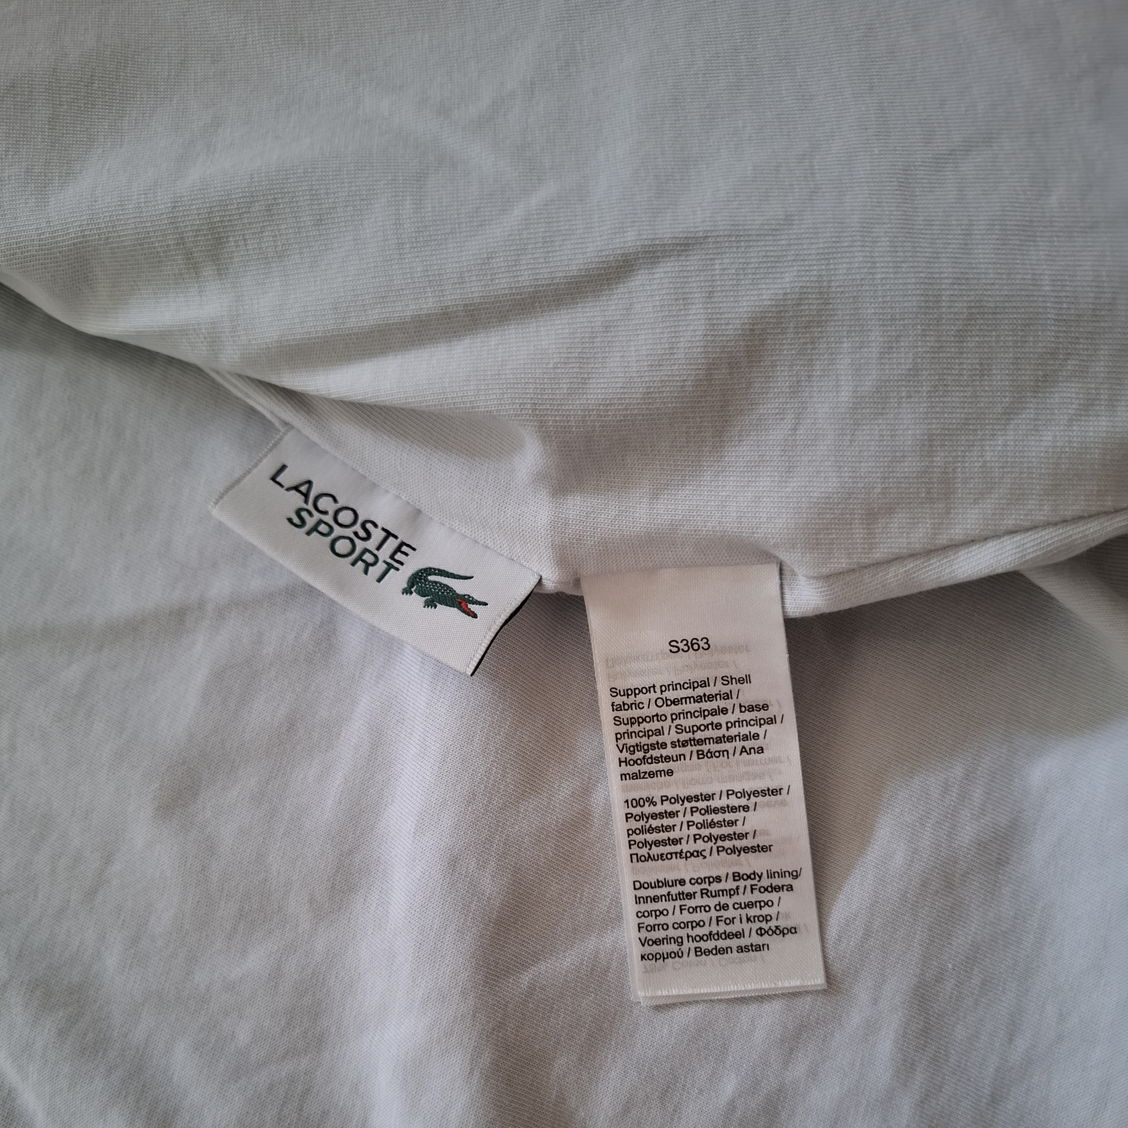 LACOSTE
SPORT
S363
Support principal / Shell
fabric / Obermaterial /
Supporto principale / base
principal / Suporte principal /
Vigtigste støttemateriale /
Hoofdsteun / Βάση / Ana
malzeme
100% Polyester / Polyester /
Polyester / Poliestere /
poliéster / Poliéster /
Polyester / Polyester /
Πολυεστέρας / Polyester
Doublure corps / Body lining/
Innenfutter Rumpf / Fodera
corpo / Forro de cuerpo /
Forro corpo / For i krop /
Voering hoofddeel / Φόδρα
κορμού / Beden astarı